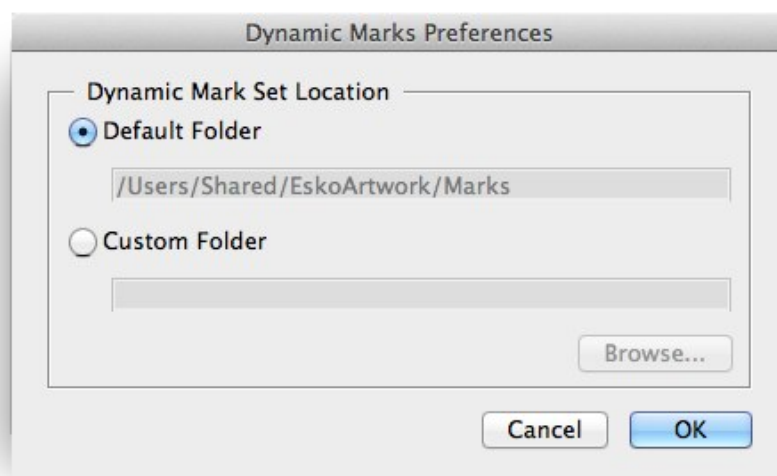 Dynamic Marks Preferences
Dynamic Mark Set Location
Default Folder
/Users/Shared/EskoArtwork/Marks
Custom Folder
Browse...
Cancel OK